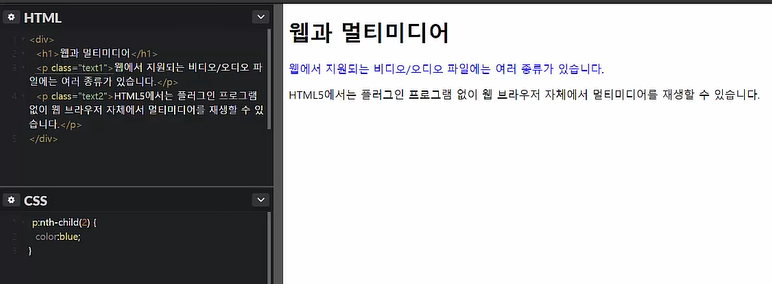 HTML
<div>
<h1>웹과 멀티미디어</h1>
<p class="text1">웹에서 지원되는 비디오/오디오 파
일에는 여러 종류가 있습니다.</p>
<p class="text2">HTML5에서는 플러그인 프로그램
없이 웹 브라우저 자체에서 멀티미디어를 재생할 수 있
습니다.</p>
</div>
CSS
p:nth-child(2) {
color:blue;
}
웹과 멀티미디어
웹에서 지원되는 비디오/오디오 파일에는 여러 종류가 있습니다.
HTML5에서는 플러그인 프로그램 없이 웹 브라우저 자체에서 멀티미디어를 재생할 수 있습니다.